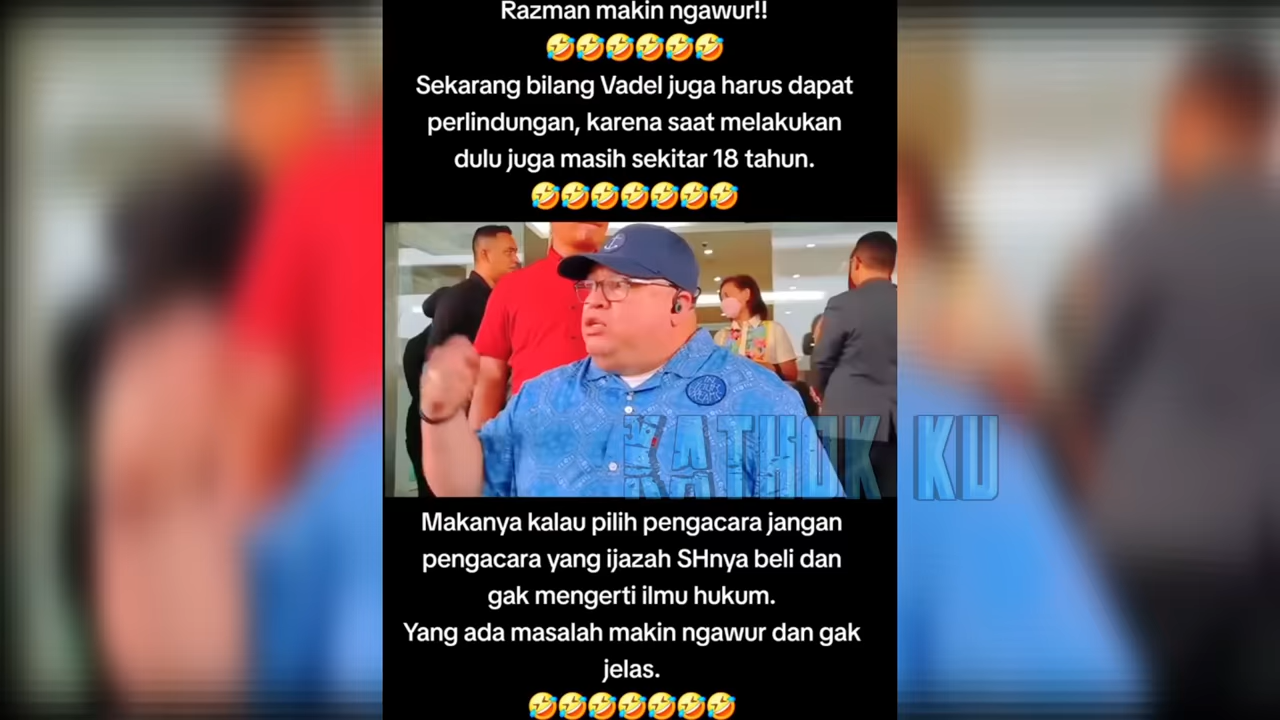 Razman makin ngawur!!
🤣🤣🤣🤣🤣🤣
Sekarang bilang Vadel juga harus dapat
perlindungan, karena saat melakukan
dulu juga masih sekitar 18 tahun.
🤣🤣🤣🤣🤣🤣🤣
KATHOK KU
Makanya kalau pilih pengacara jangan
pengacara yang ijazah SHnya beli dan
gak mengerti ilmu hukum.
Yang ada masalah makin ngawur dan gak
jelas.
🤣🤣🤣🤣🤣🤣🤣